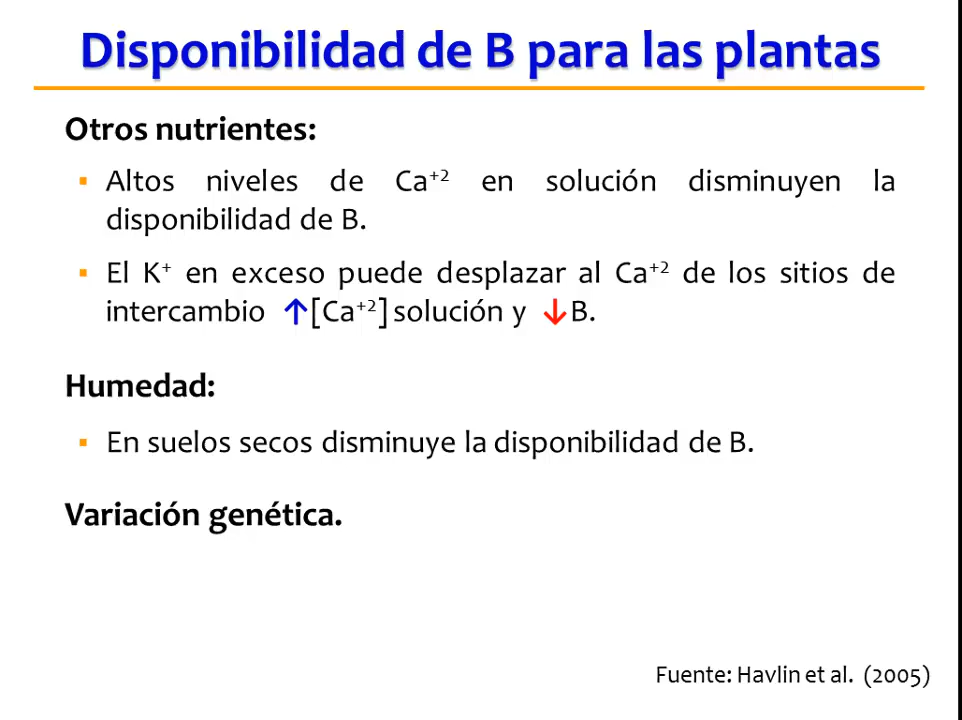 Disponibilidad de B para las plantas
Otros nutrientes:
▪ Altos niveles de Ca⁺² en solución disminuyen la
disponibilidad de B.
▪ El K⁺ en exceso puede desplazar al Ca⁺² de los sitios de
intercambio ↑[Ca⁺²] solución y ↓B.
Humedad:
▪ En suelos secos disminuye la disponibilidad de B.
Variación genética.
Fuente: Havlin et al. (2005)